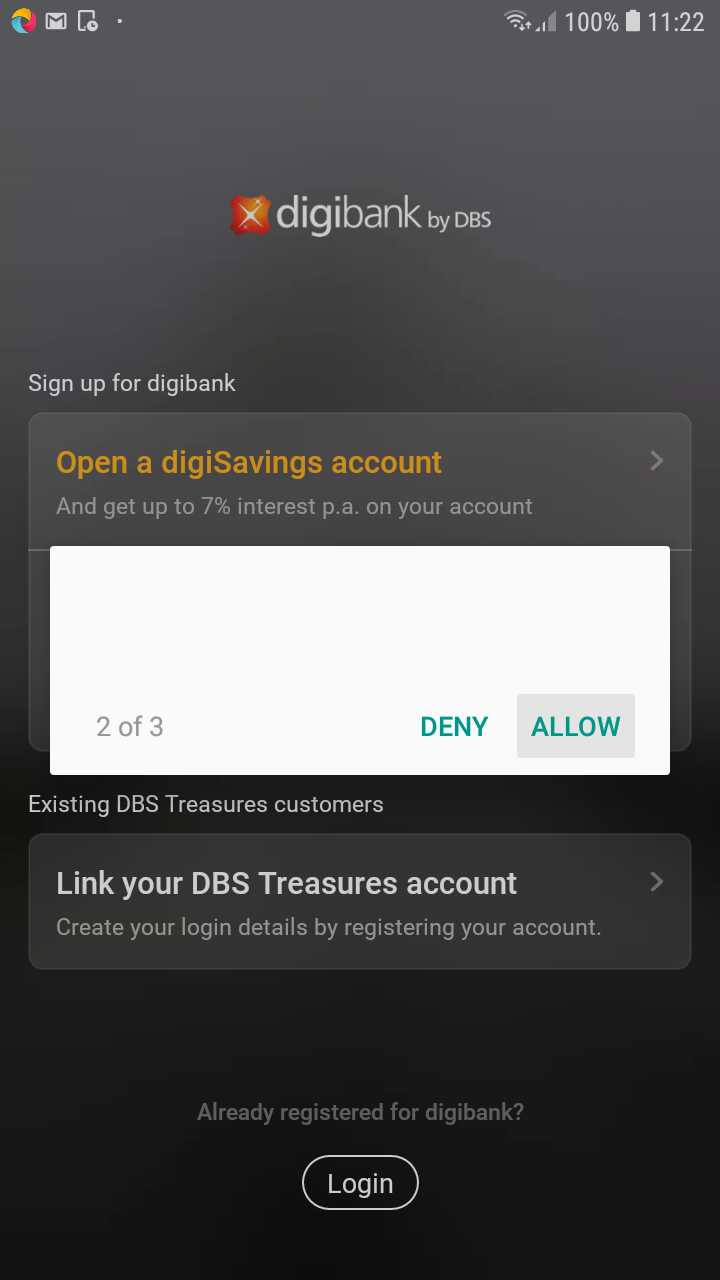 100% 11:22
digibank by DBS
Sign up for digibank
Open a digiSavings account
And get up to 7% interest p.a. on your account
2 of 3 DENY ALLOW
Existing DBS Treasures customers
Link your DBS Treasures account
Create your login details by registering your account.
Already registered for digibank?
Login